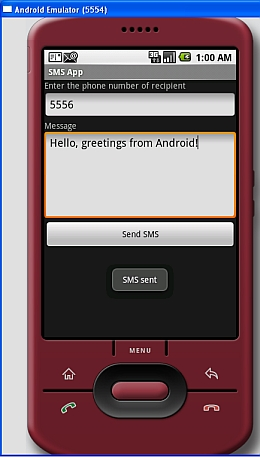 Android Emulator (5554)
3G
1:00 AM
SMS App
Enter the phone number of recipient
5556
Message
Hello, greetings from Android!
Send SMS
SMS sent
MENU